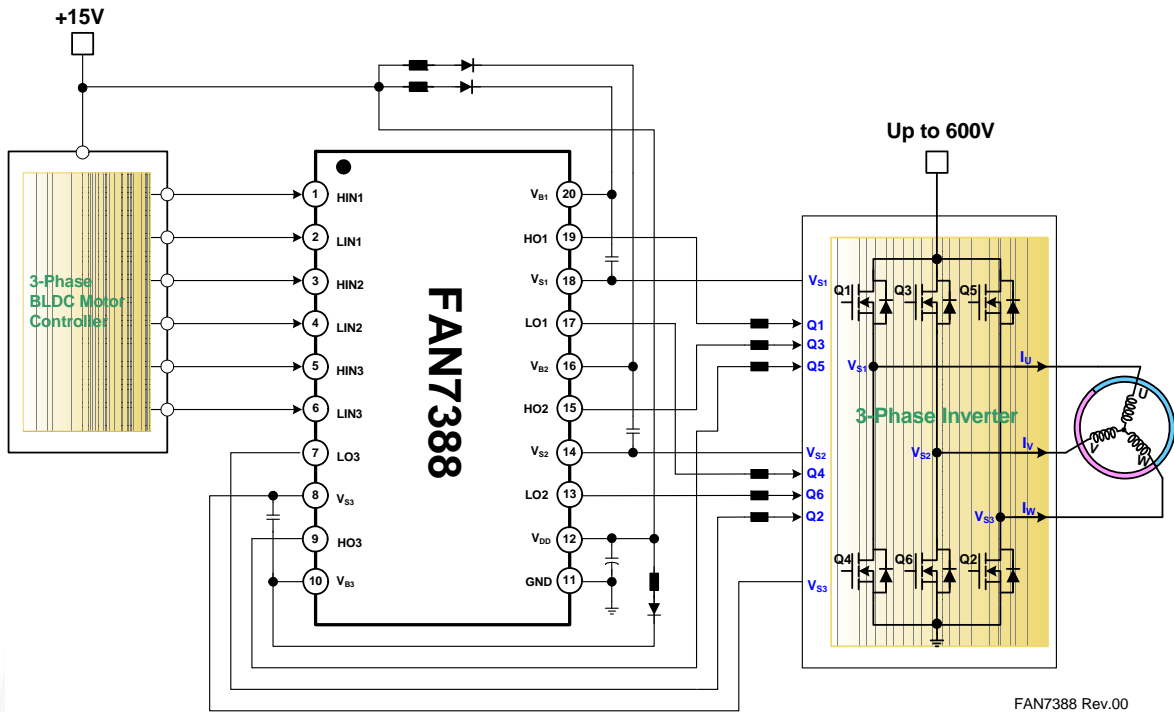 +15V
Up to 600V
3-Phase
BLDC Motor
Controller
1 HIN1
2 LIN1
3 HIN2
4 LIN2
5 HIN3
6 LIN3
7 LO3
8 VS3
9 HO3
10 VB3
FAN7388
VB1 20
HO1 19
VS1 18
LO1 17
VB2 16
HO2 15
VS2 14
LO2 13
VDD 12
GND 11
VS1
Q1
Q3
Q5
VS2
Q4
Q6
Q2
VS3
Q1
Q3
Q5
VS1
IU
3-Phase Inverter
VS2
IV
VS3
IW
Q4
Q6
Q2
U
V
W
FAN7388 Rev.00